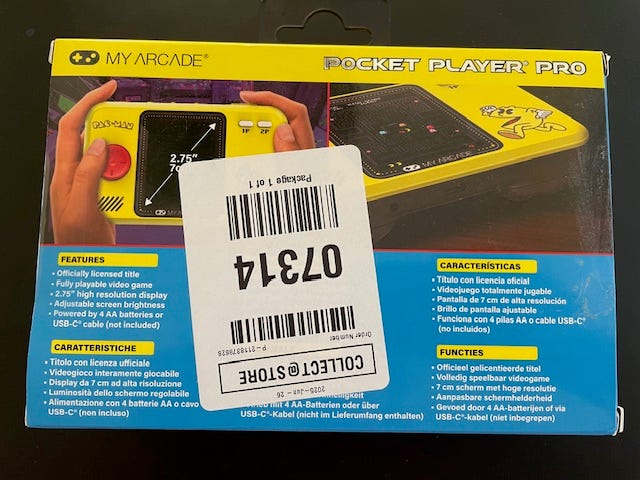 MY ARCADE®
POCKET PLAYER® PRO
PAC-MAN
1P 2P
2.75"
MY ARCADE
Package 1 of 1
07314
Order Number
COLLECT@STORE
2025-Jun-26
FEATURES
• Officially licensed title
• Fully playable video game
• 2.75" high resolution display
• Adjustable screen brightness
• Powered by 4 AA batteries or
USB-C® cable (not included)
CARATTERISTICHE
• Titolo con licenza ufficiale
• Videogioco interamente giocabile
• Display da 7 cm ad alta risoluzione
• Luminosità dello schermo regolabile
• Alimentazione con 4 batterie AA o cavo
USB-C® (non incluso)
mit 4 AA-Batterien oder über
USB-C®-Kabel (nicht im Lieferumfang enthalten)
CARACTERÍSTICAS
• Título con licencia oficial
• Videojuego totalmente jugable
• Pantalla de 7 cm de alta resolución
• Brillo de pantalla ajustable
• Funciona con 4 pilas AA o cable USB-C®
(no incluidos)
FUNCTIES
• Officieel gelicentieerde titel
• Volledig speelbaar videogame
• 7 cm scherm met hoge resolutie
• Aanpasbare schermhelderheid
• Gevoed door 4 AA-batterijen of via
USB-C®-kabel (niet inbegrepen)